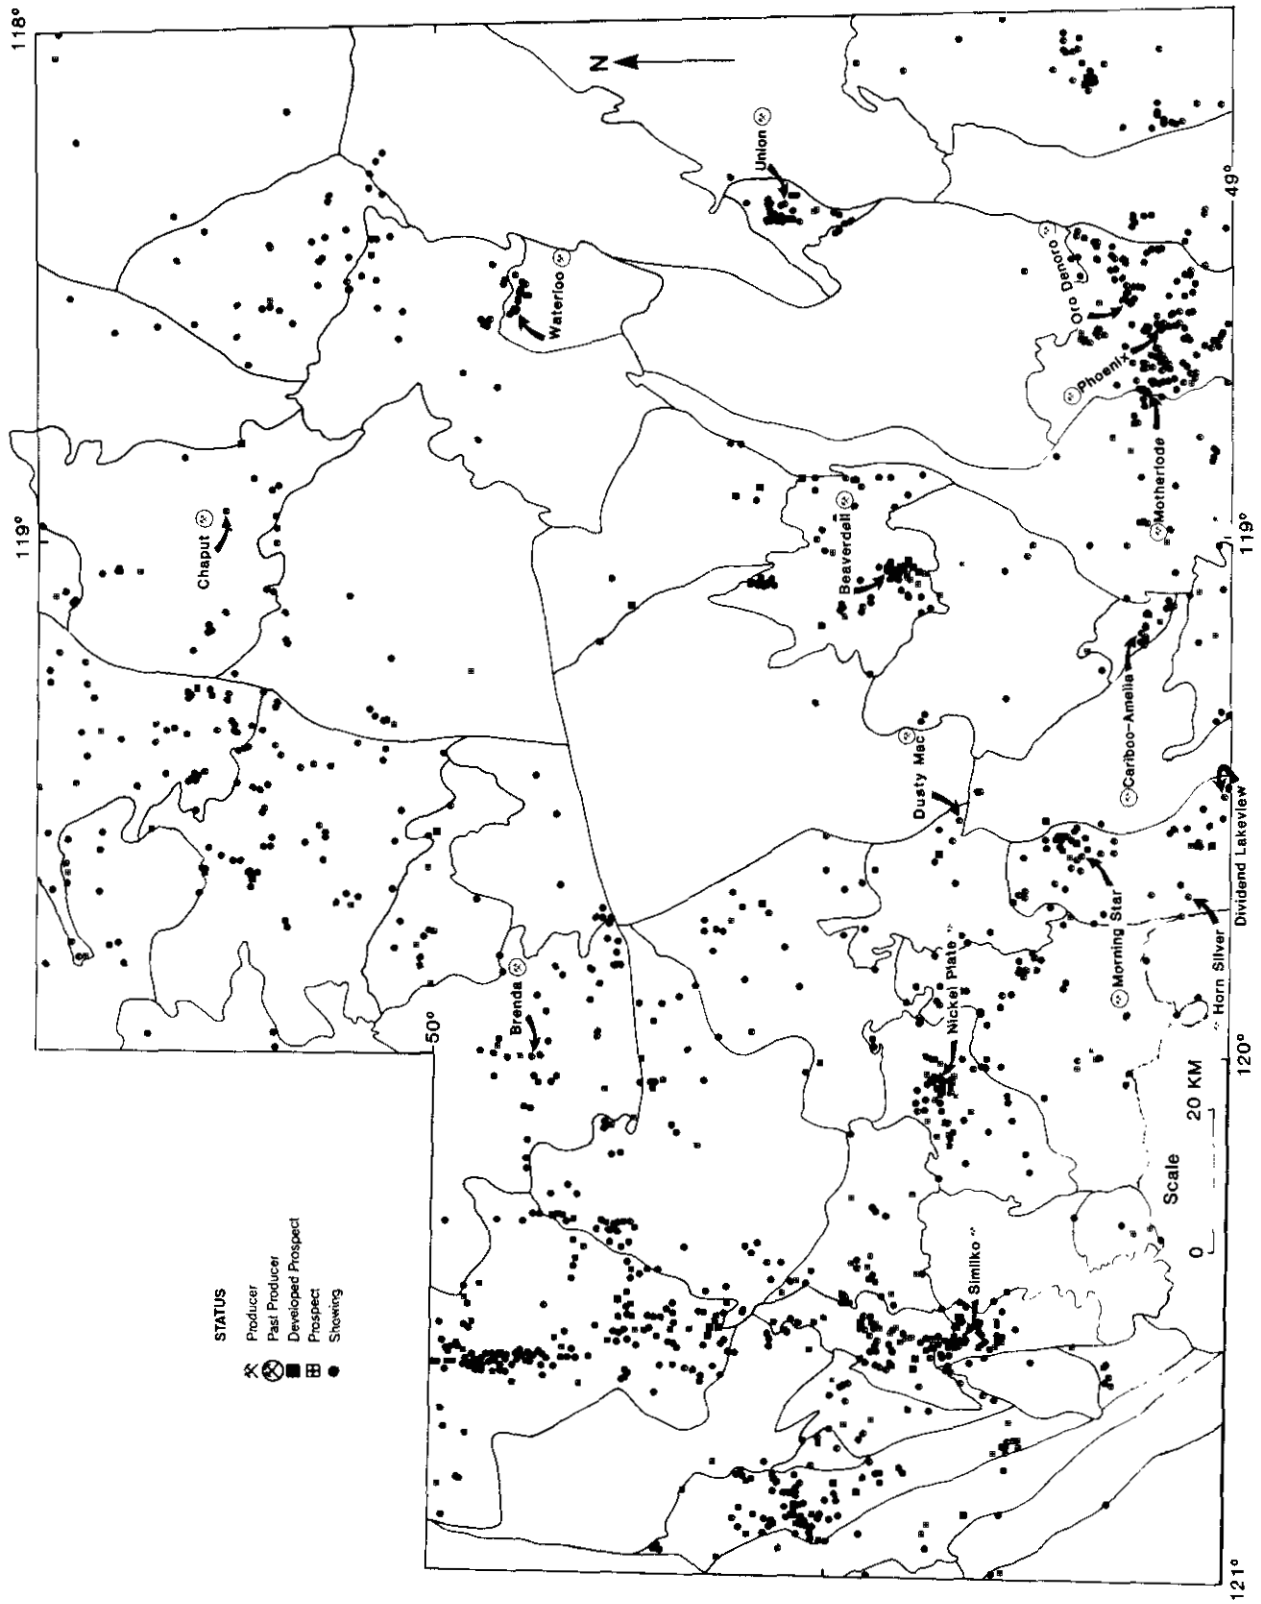 118°
119°
50°
49°
119°
120°
121°
N
Union
Waterloo
Chaput
Oro Denoro
Phoenix
Motherlode
Beaverdell
Cariboo-Amelia
Dusty Mac
Dividend Lakeview
Morning Star
Horn Silver
Nickel Plate
Brenda
Similko
Scale
0 20 KM
STATUS
Producer
Past Producer
Developed Prospect
Prospect
Showing